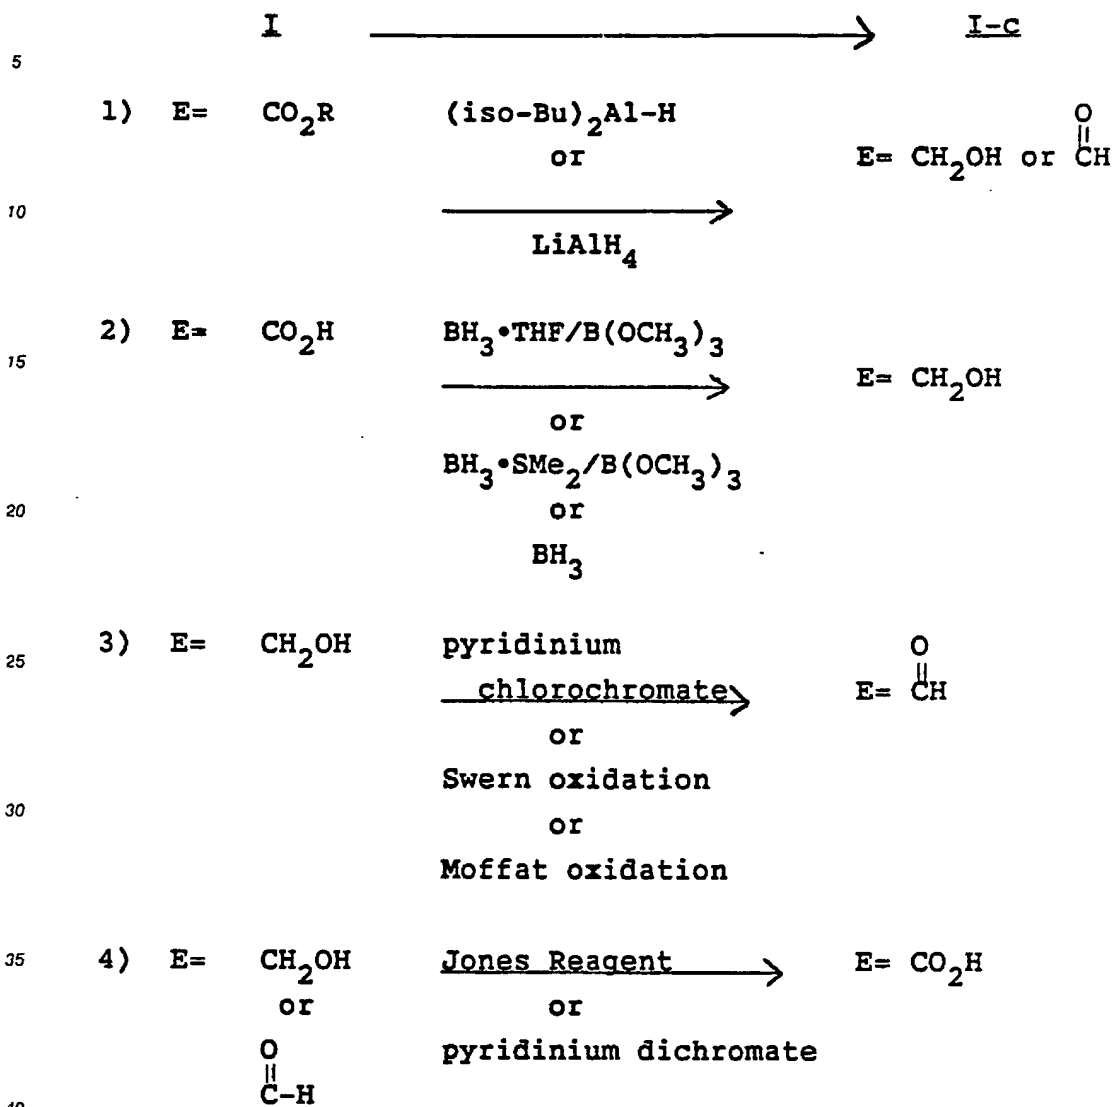 I I-c
5
1) E= CO2R (iso-Bu)2Al-H O
or E= CH2OH or CH
10
LiAlH4
2) E= CO2H BH3•THF/B(OCH3)3
15
E= CH2OH
or
BH3•SMe2/B(OCH3)3
20 or
BH3
3) E= CH2OH pyridinium O
25
chlorochromate E= CH
or
Swern oxidation
30 or
Moffat oxidation
35 4) E= CH2OH Jones Reagent E= CO2H
or or
O pyridinium dichromate
C-H
40